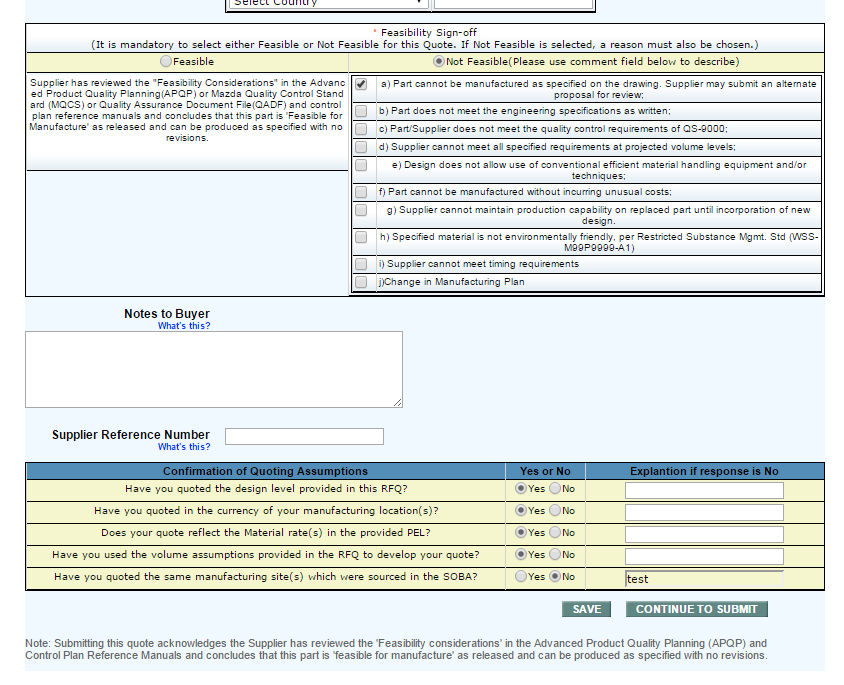 Select Country
* Feasibility Sign-off
(It is mandatory to select either Feasible or Not Feasible for this Quote. If Not Feasible is selected, a reason must also be chosen.)
Feasible
Not Feasible(Please use comment field below to describe)
Supplier has reviewed the "Feasibility Considerations" in the Advanc
ed Product Quality Planning(APQP) or Mazda Quality Control Stand
ard (MQCS) or Quality Assurance Document File(QADF) and control
plan reference manuals and concludes that this part is 'Feasible for
Manufacture' as released and can be produced as specified with no
revisions.
a) Part cannot be manufactured as specified on the drawing. Supplier may submit an alternate
proposal for review;
b) Part does not meet the engineering specifications as written;
c) Part/Supplier does not meet the quality control requirements of QS-9000;
d) Supplier cannot meet all specified requirements at projected volume levels;
e) Design does not allow use of conventional efficient material handling equipment and/or
techniques;
f) Part cannot be manufactured without incurring unusual costs;
g) Supplier cannot maintain production capability on replaced part until incorporation of new
design.
h) Specified material is not environmentally friendly, per Restricted Substance Mgmt. Std (WSS-
M99P9999-A1)
i) Supplier cannot meet timing requirements
j)Change in Manufacturing Plan
Notes to Buyer
What's this?
Supplier Reference Number
What's this?
Confirmation of Quoting Assumptions Yes or No Explantion if response is No
Have you quoted the design level provided in this RFQ? Yes No
Have you quoted in the currency of your manufacturing location(s)? Yes No
Does your quote reflect the Material rate(s) in the provided PEL? Yes No
Have you used the volume assumptions provided in the RFQ to develop your quote? Yes No
Have you quoted the same manufacturing site(s) which were sourced in the SOBA? Yes No test
SAVE CONTINUE TO SUBMIT
Note: Submitting this quote acknowledges the Supplier has reviewed the 'Feasibility considerations' in the Advanced Product Quality Planning (APQP) and
Control Plan Reference Manuals and concludes that this part is 'feasible for manufacture' as released and can be produced as specified with no revisions.